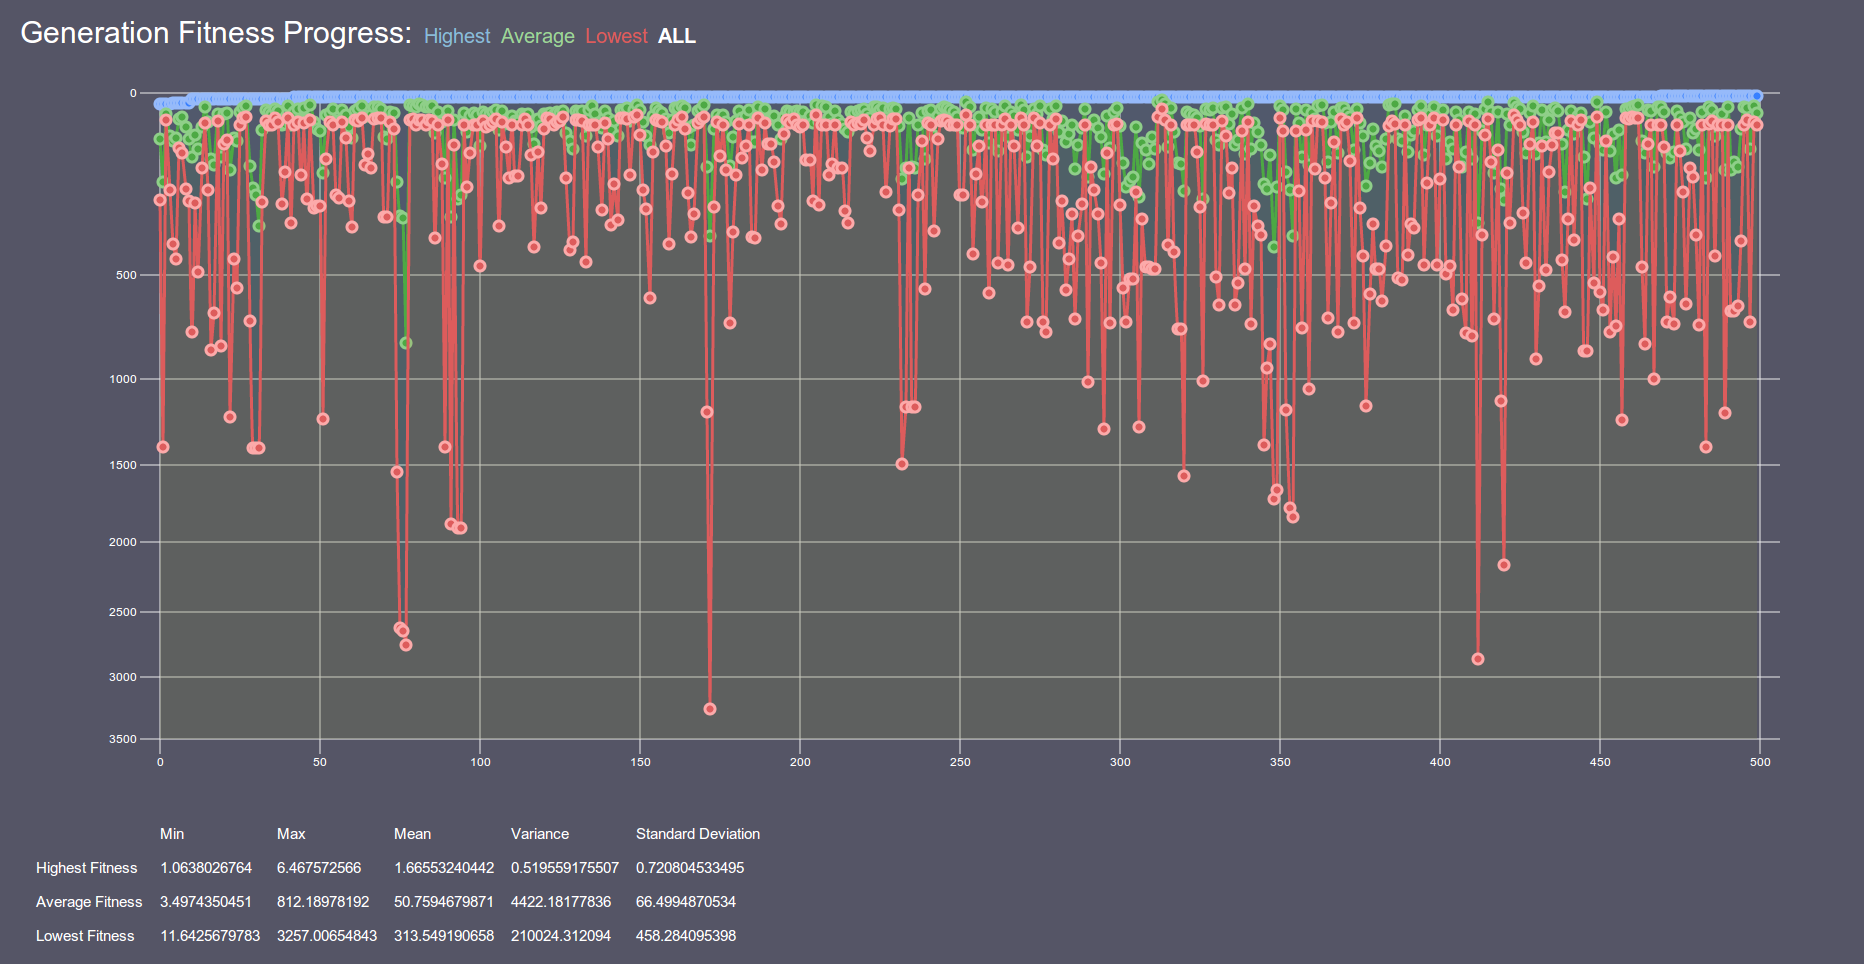 Generation Fitness Progress: Highest Average Lowest ALL
0
500
1000
1500
2000
2500
3000
3500
0 50 100 150 200 250 300 350 400 450 500
Min Max Mean Variance Standard Deviation
Highest Fitness 1.0638026764 6.467572566 1.66553240442 0.519559175507 0.720804533495
Average Fitness 3.4974350451 812.18978192 50.7594679871 4422.18177836 66.4994870534
Lowest Fitness 11.6425679783 3257.00654843 313.549190658 210024.312094 458.284095398